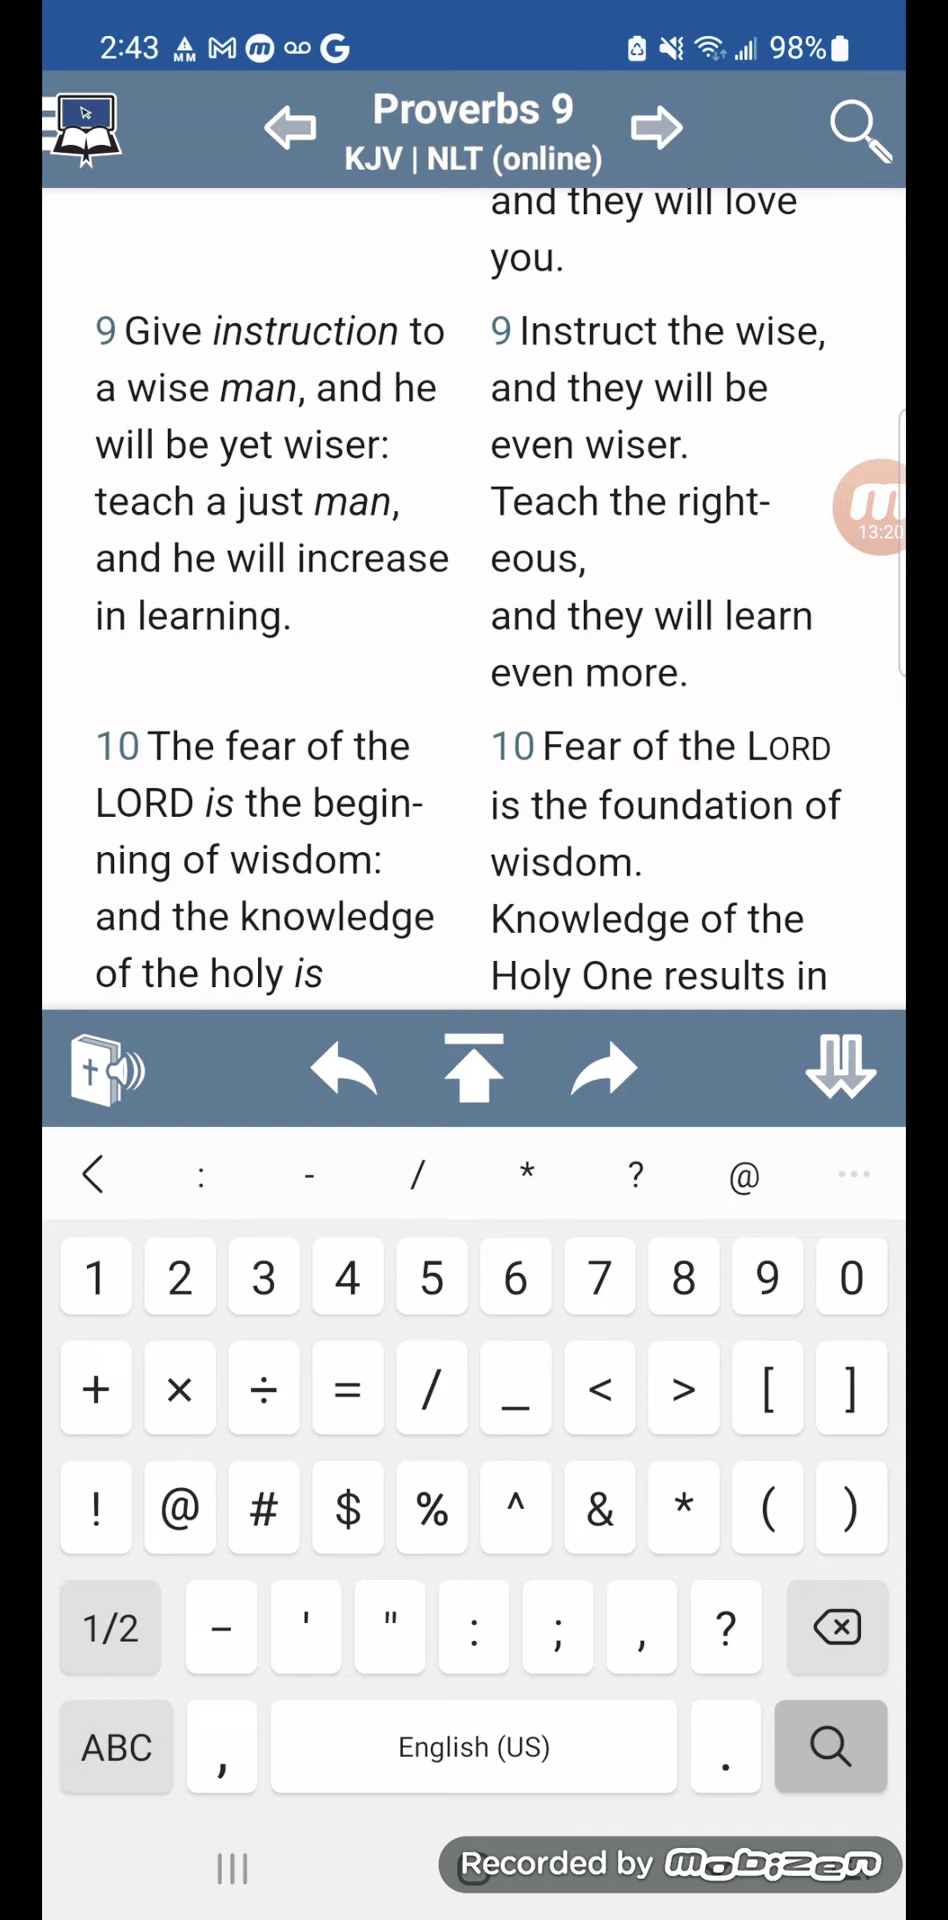 2:43 MM M m G 98%
Proverbs 9
KJV | NLT (online)
and they will love
you.
9 Give instruction to
a wise man, and he
will be yet wiser:
teach a just man,
and he will increase
in learning.
9 Instruct the wise,
and they will be
even wiser.
Teach the right-
eous,
and they will learn
even more.
m
13:20
10 The fear of the
LORD is the begin-
ning of wisdom:
and the knowledge
of the holy is
10 Fear of the LORD
is the foundation of
wisdom.
Knowledge of the
Holy One results in
: - / * ? @ ...
1 2 3 4 5 6 7 8 9 0
+ × ÷ = / _ < > [ ]
! @ # $ % ^ & * ( )
1/2 - ' " : ; , ?
ABC , English (US) .
Recorded by mobizen